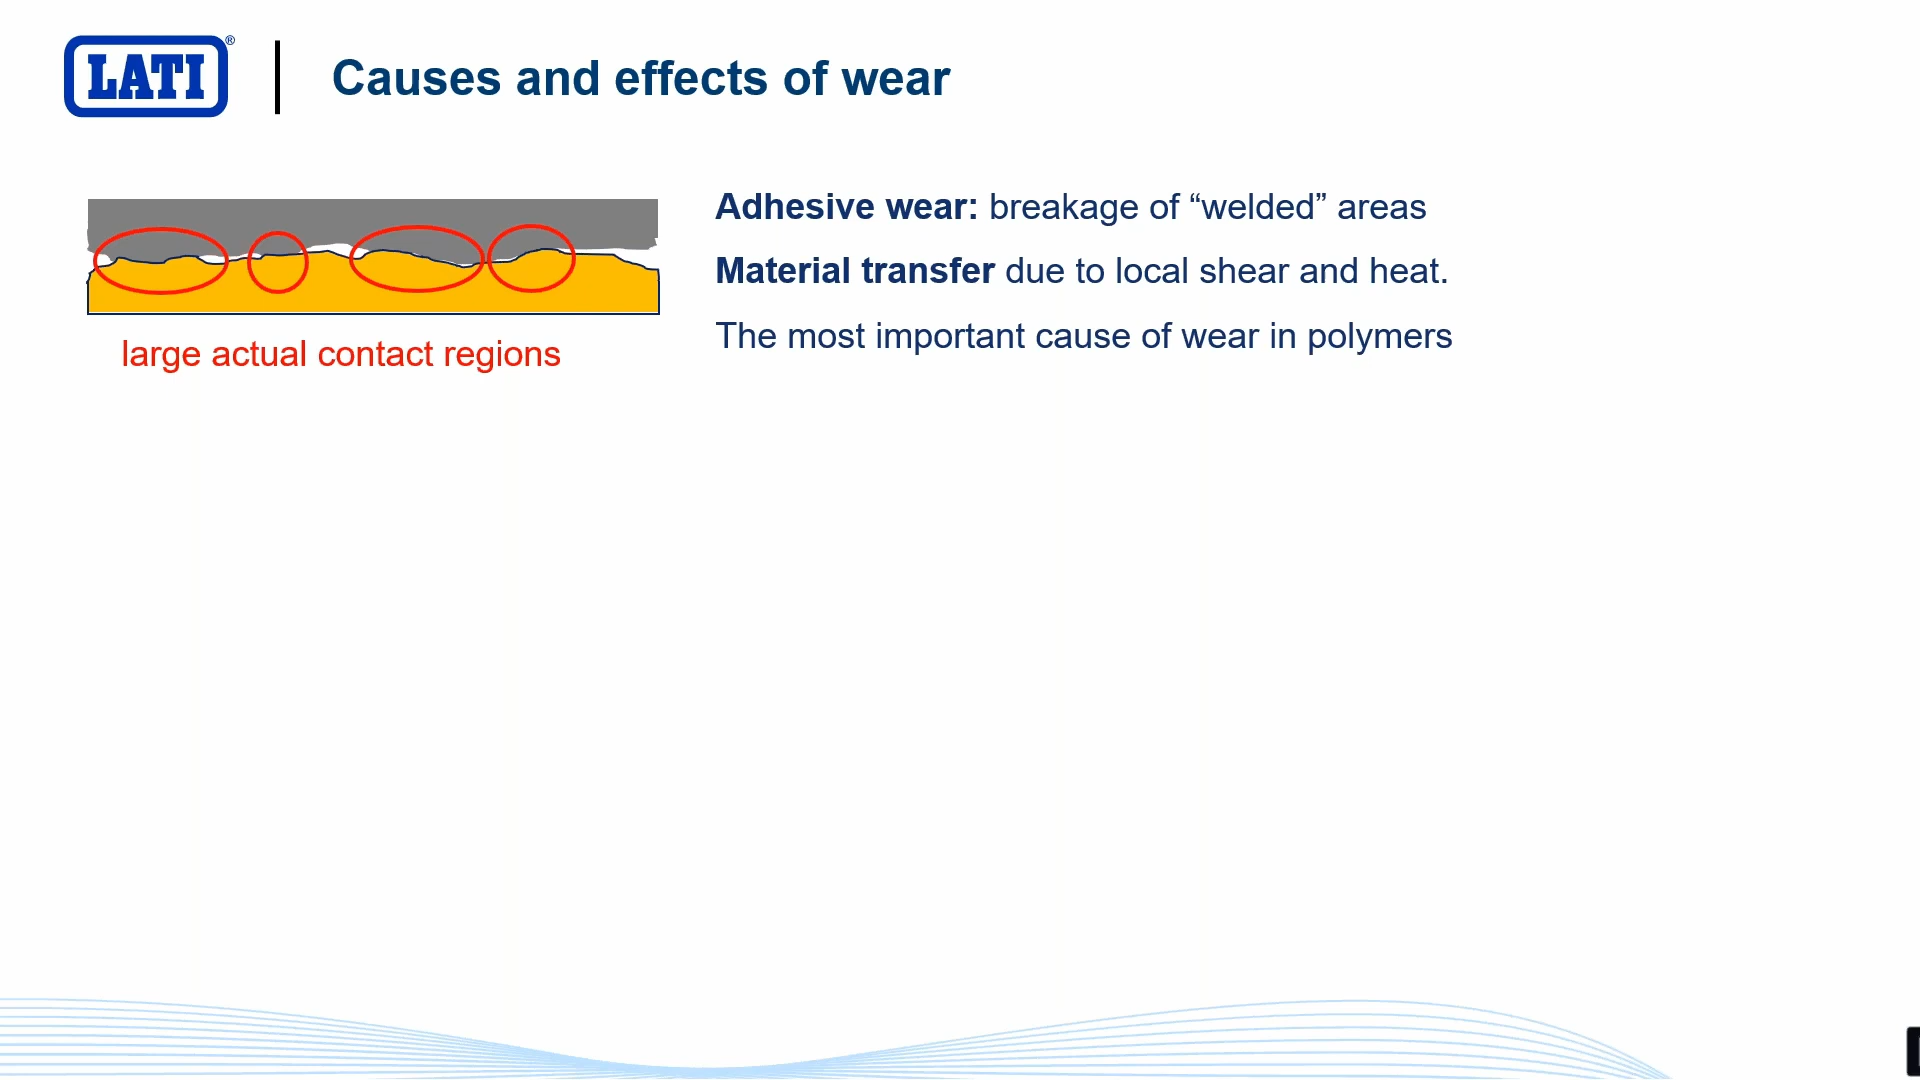 LATI®
Causes and effects of wear
Adhesive wear: breakage of “welded” areas
Material transfer due to local shear and heat.
The most important cause of wear in polymers
large actual contact regions